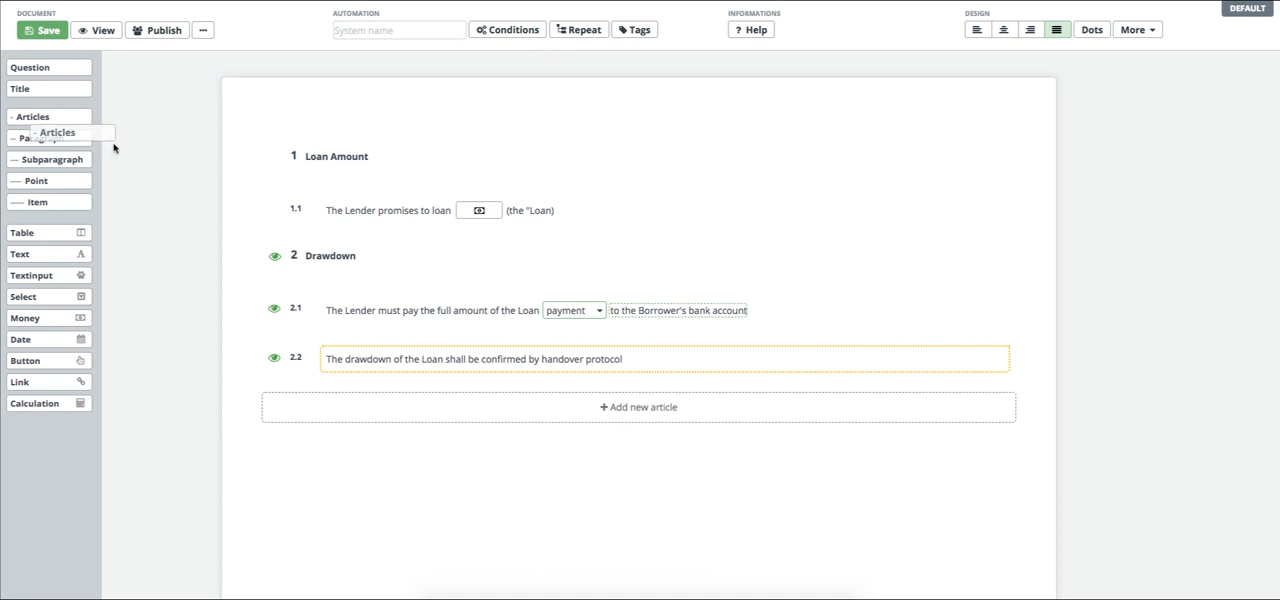 DOCUMENT
AUTOMATION
INFORMATIONS
DESIGN
DEFAULT
Save
View
Publish
System name
Conditions
Repeat
Tags
? Help
Dots
More
Question
Title
- Articles
- Articles
-- Subparagraph
--- Point
---- Item
Table
Text A
Textinput
Select
Money
Date
Button
Link
Calculation
1 Loan Amount
1.1 The Lender promises to loan (the "Loan)
2 Drawdown
2.1 The Lender must pay the full amount of the Loan payment to the Borrower's bank account
2.2 The drawdown of the Loan shall be confirmed by handover protocol
+ Add new article